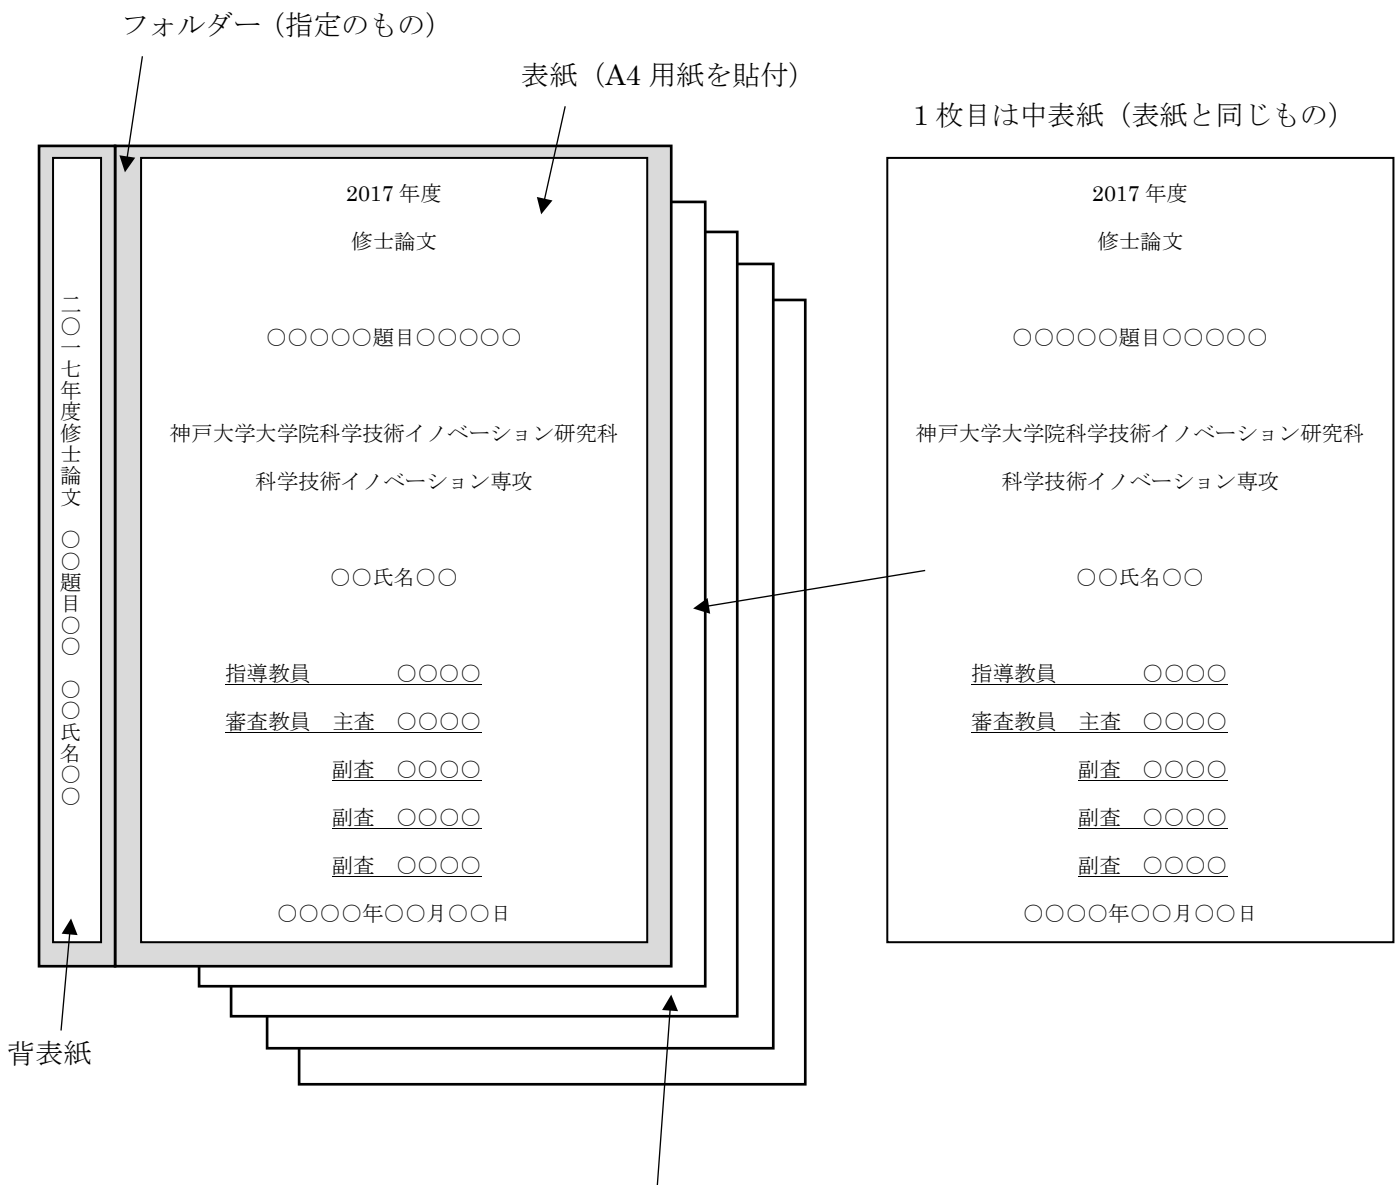 フォルダー（指定のもの）
表紙（A4 用紙を貼付）
1 枚目は中表紙（表紙と同じもの）
二〇一七年度修士論文　〇〇題目〇〇　〇〇氏名〇〇
2017 年度
修士論文
〇〇〇〇〇題目〇〇〇〇〇
神戸大学大学院科学技術イノベーション研究科
科学技術イノベーション専攻
〇〇氏名〇〇
指導教員　　　　〇〇〇〇
審査教員　主査　〇〇〇〇
副査　〇〇〇〇
副査　〇〇〇〇
副査　〇〇〇〇
〇〇〇〇年〇〇月〇〇日
背表紙
2017 年度
修士論文
〇〇〇〇〇題目〇〇〇〇〇
神戸大学大学院科学技術イノベーション研究科
科学技術イノベーション専攻
〇〇氏名〇〇
指導教員　　　　〇〇〇〇
審査教員　主査　〇〇〇〇
副査　〇〇〇〇
副査　〇〇〇〇
副査　〇〇〇〇
〇〇〇〇年〇〇月〇〇日